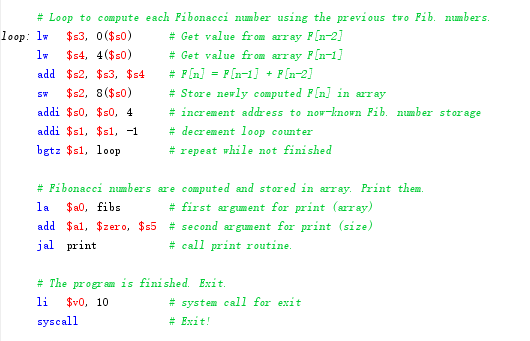 # Loop to compute each Fibonacci number using the previous two Fib. numbers.
loop: lw $s3, 0($s0) # Get value from array F[n-2]
lw $s4, 4($s0) # Get value from array F[n-1]
add $s2, $s3, $s4 # F[n] = F[n-1] + F[n-2]
sw $s2, 8($s0) # Store newly computed F[n] in array
addi $s0, $s0, 4 # increment address to now-known Fib. number storage
addi $s1, $s1, -1 # decrement loop counter
bgtz $s1, loop # repeat while not finished
# Fibonacci numbers are computed and stored in array. Print them.
la $a0, fibs # first argument for print (array)
add $a1, $zero, $s5 # second argument for print (size)
jal print # call print routine.
# The program is finished. Exit.
li $v0, 10 # system call for exit
syscall # Exit!